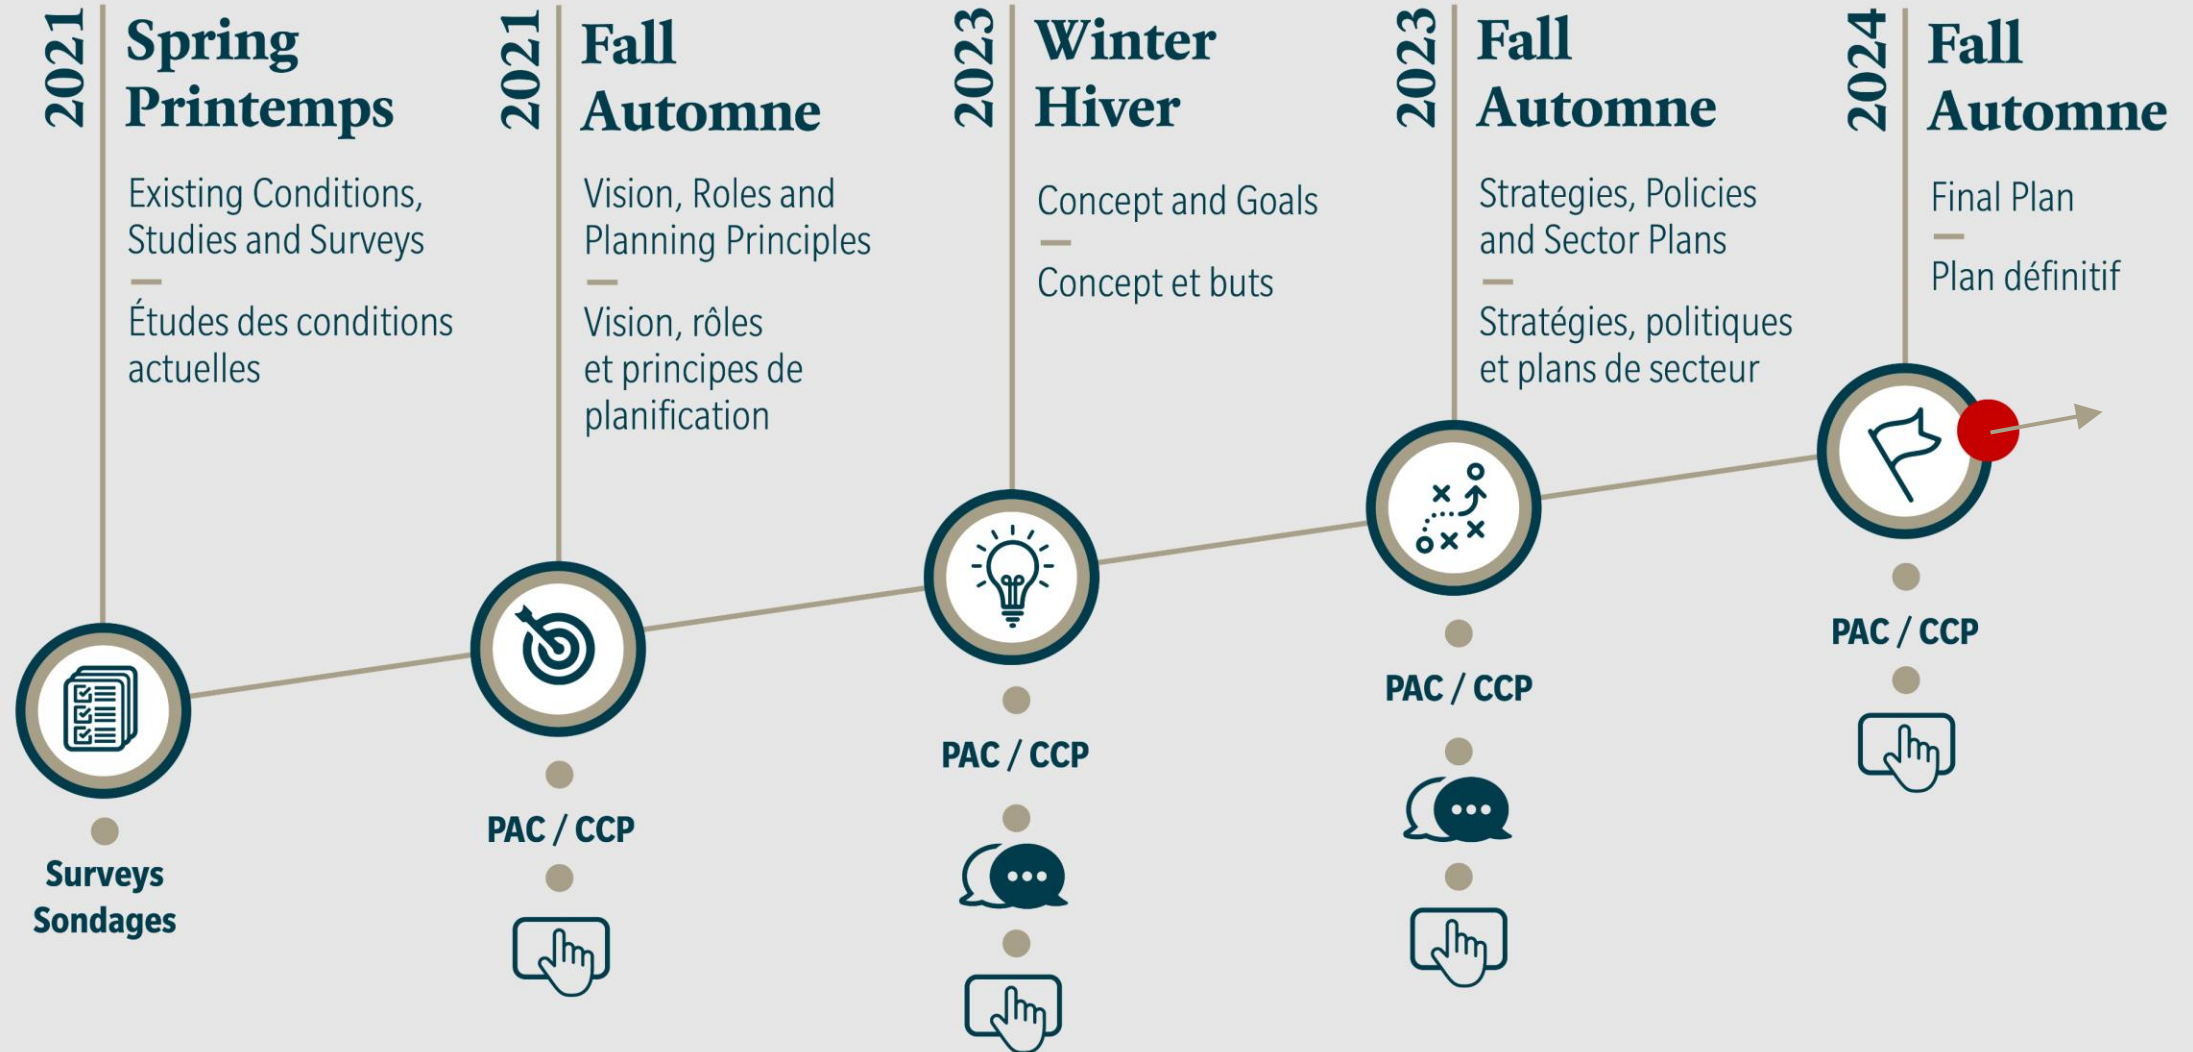 2021
Spring
Printemps
Existing Conditions,
Studies and Surveys
Études des conditions
actuelles
Surveys
Sondages
2021
Fall
Automne
Vision, Roles and
Planning Principles
Vision, rôles
et principes de
planification
PAC / CCP
2023
Winter
Hiver
Concept and Goals
Concept et buts
PAC / CCP
2023
Fall
Automne
Strategies, Policies
and Sector Plans
Stratégies, politiques
et plans de secteur
PAC / CCP
2024
Fall
Automne
Final Plan
Plan définitif
PAC / CCP